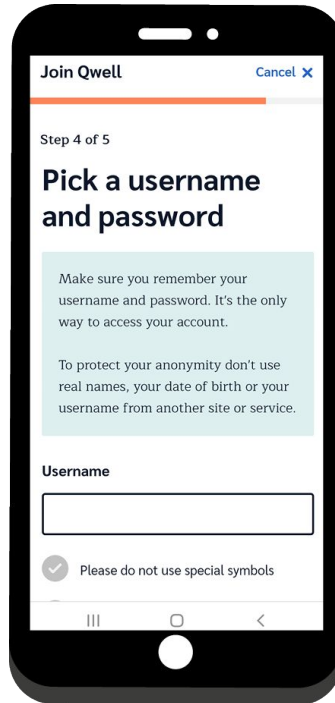 Join Qwell
Cancel X
Step 4 of 5
Pick a username
and password
Make sure you remember your
username and password. It's the only
way to access your account.
To protect your anonymity don't use
real names, your date of birth or your
username from another site or service.
Username
Please do not use special symbols